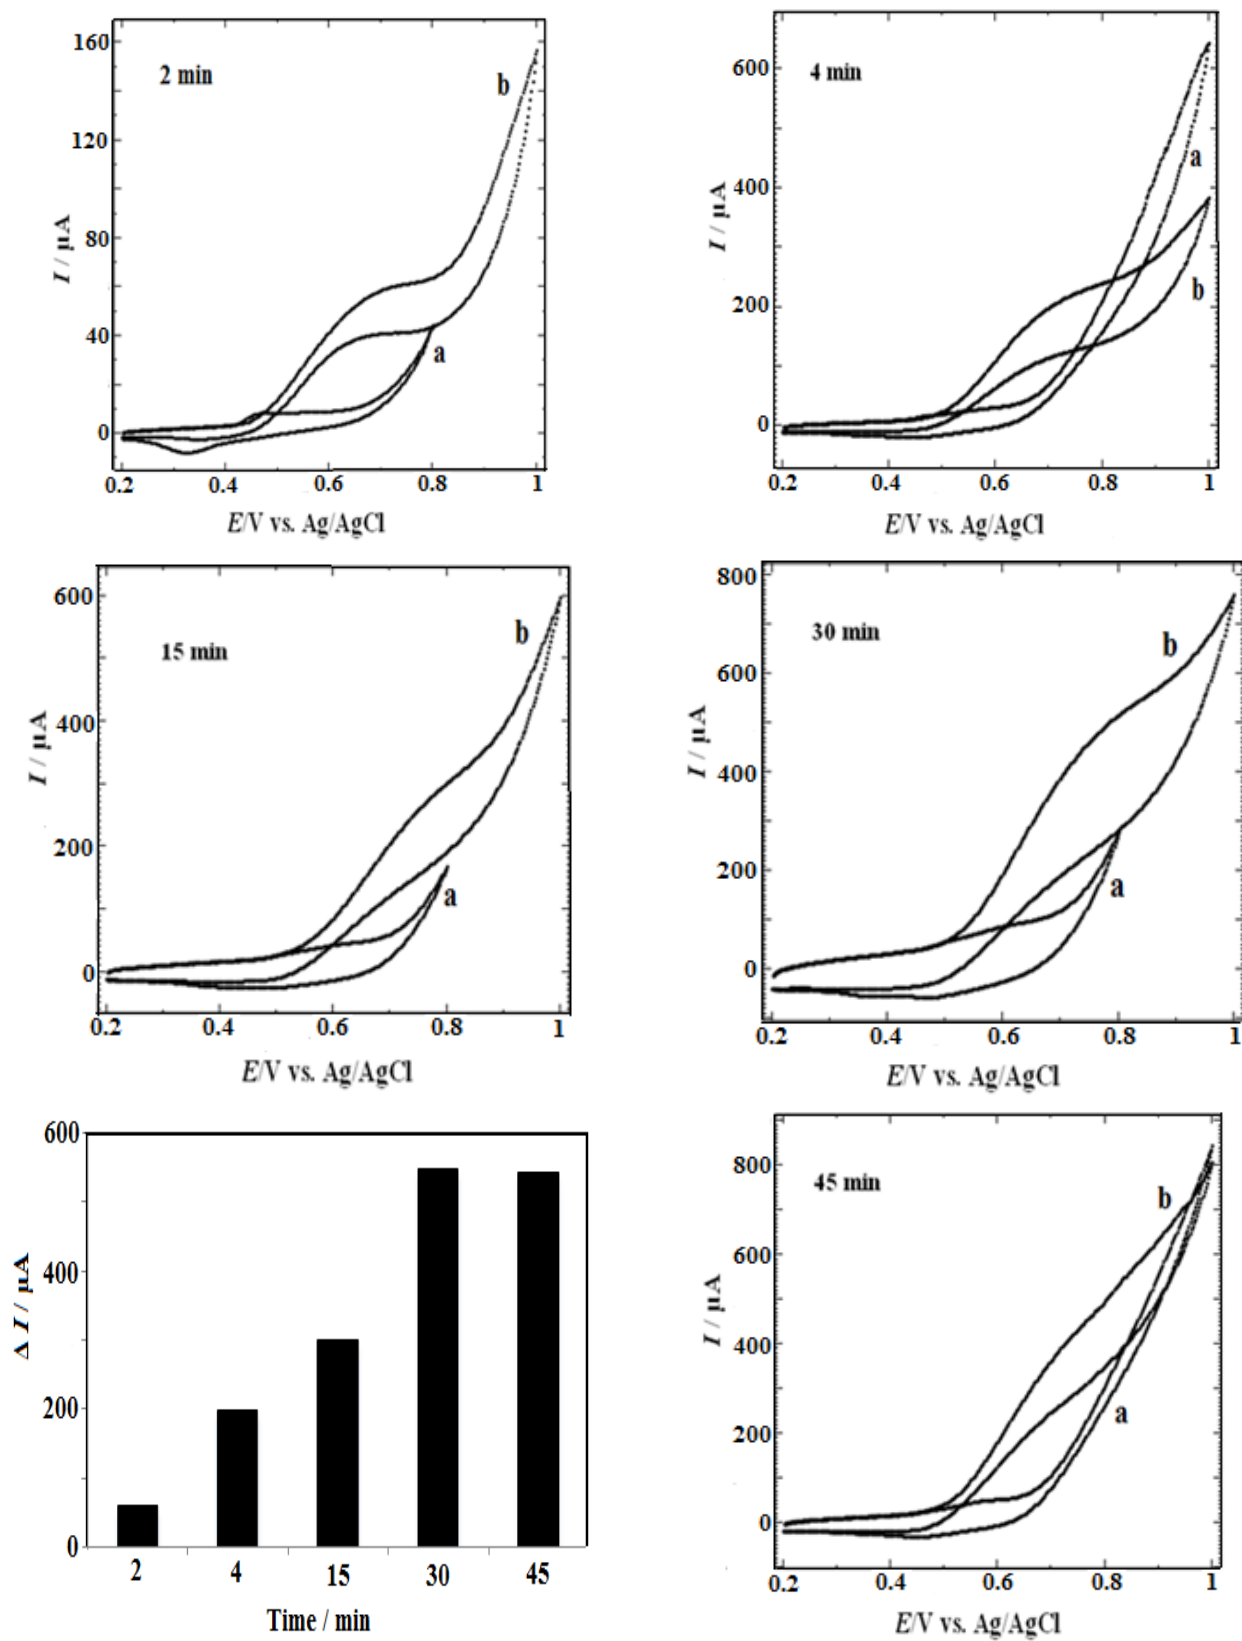 160
120
80
40
0
I / µA
2 min
b
a
0.2 0.4 0.6 0.8 1
E/V vs. Ag/AgCl
600
400
200
0
I / µA
4 min
a
b
0.2 0.4 0.6 0.8 1
E/V vs. Ag/AgCl
600
400
200
0
I / µA
15 min
b
a
0.2 0.4 0.6 0.8 1
E/V vs. Ag/AgCl
800
600
400
200
0
I / µA
30 min
b
a
0.2 0.4 0.6 0.8 1
E/V vs. Ag/AgCl
600
400
200
0
Δ I / µA
2 4 15 30 45
Time / min
800
600
400
200
0
I / µA
45 min
b
a
0.2 0.4 0.6 0.8 1
E/V vs. Ag/AgCl